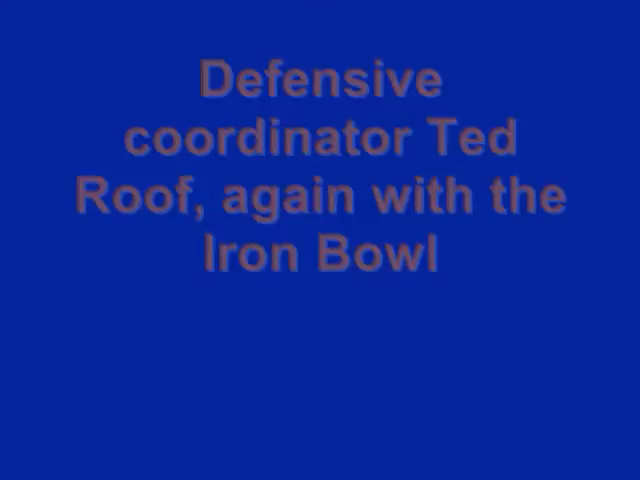 Defensive
coordinator Ted
Roof, again with the
Iron Bowl